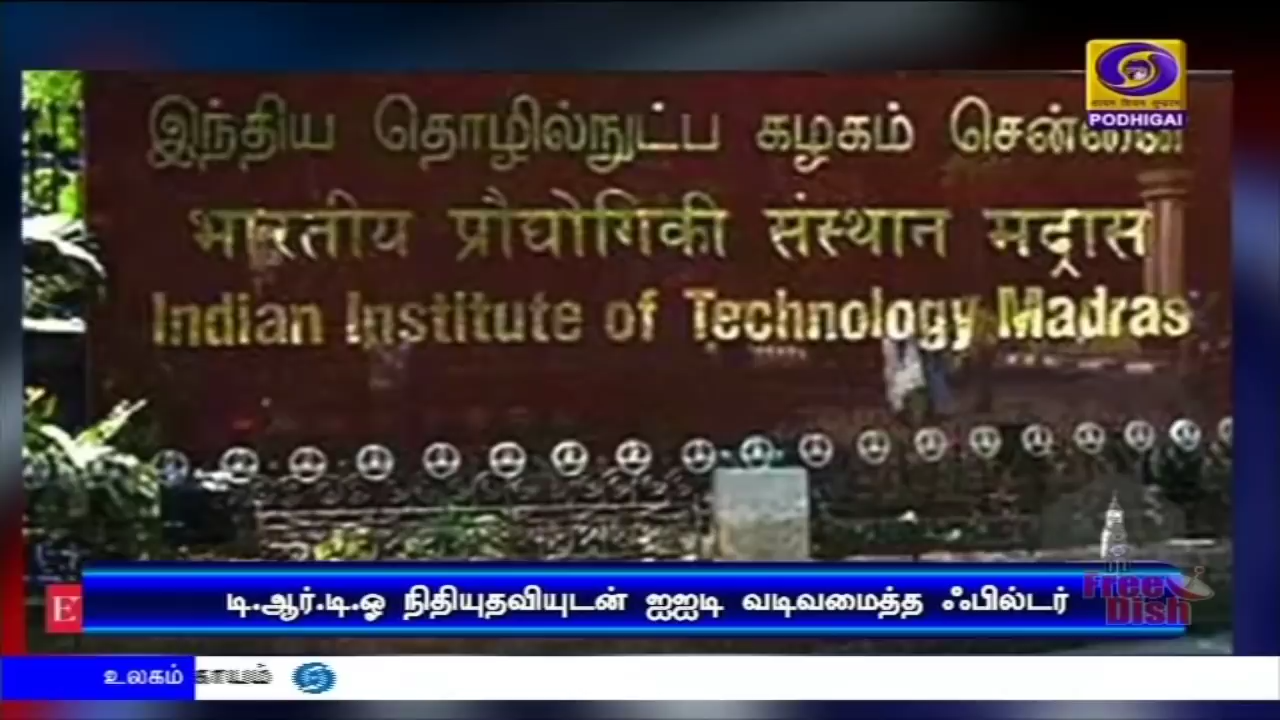 PODHIGAI
இந்திய தொழில்நுட்ப கழகம் சென்னை
भारतीय प्रौद्योगिकी संस्थान मद्रास
Indian Institute of Technology Madras
Free
Dish
E டி.ஆர்.டி.ஓ நிதியுதவியுடன் ஐஐடி வடிவமைத்த ஃபில்டர்
உலகம்